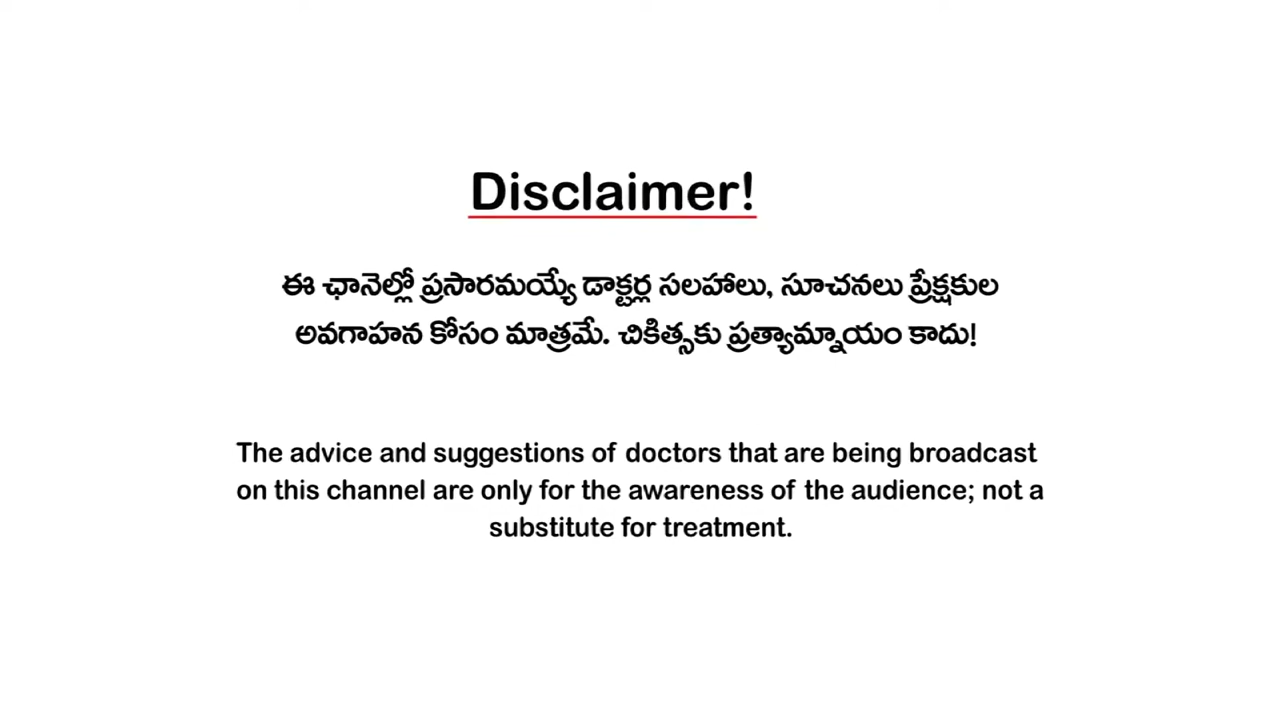 Disclaimer!
ఈ ఛానెల్లో ప్రసారమయ్యే డాక్టర్ల సలహాలు, సూచనలు ప్రేక్షకుల
అవగాహన కోసం మాత్రమే. చికిత్సకు ప్రత్యామ్నాయం కాదు!
The advice and suggestions of doctors that are being broadcast
on this channel are only for the awareness of the audience; not a
substitute for treatment.